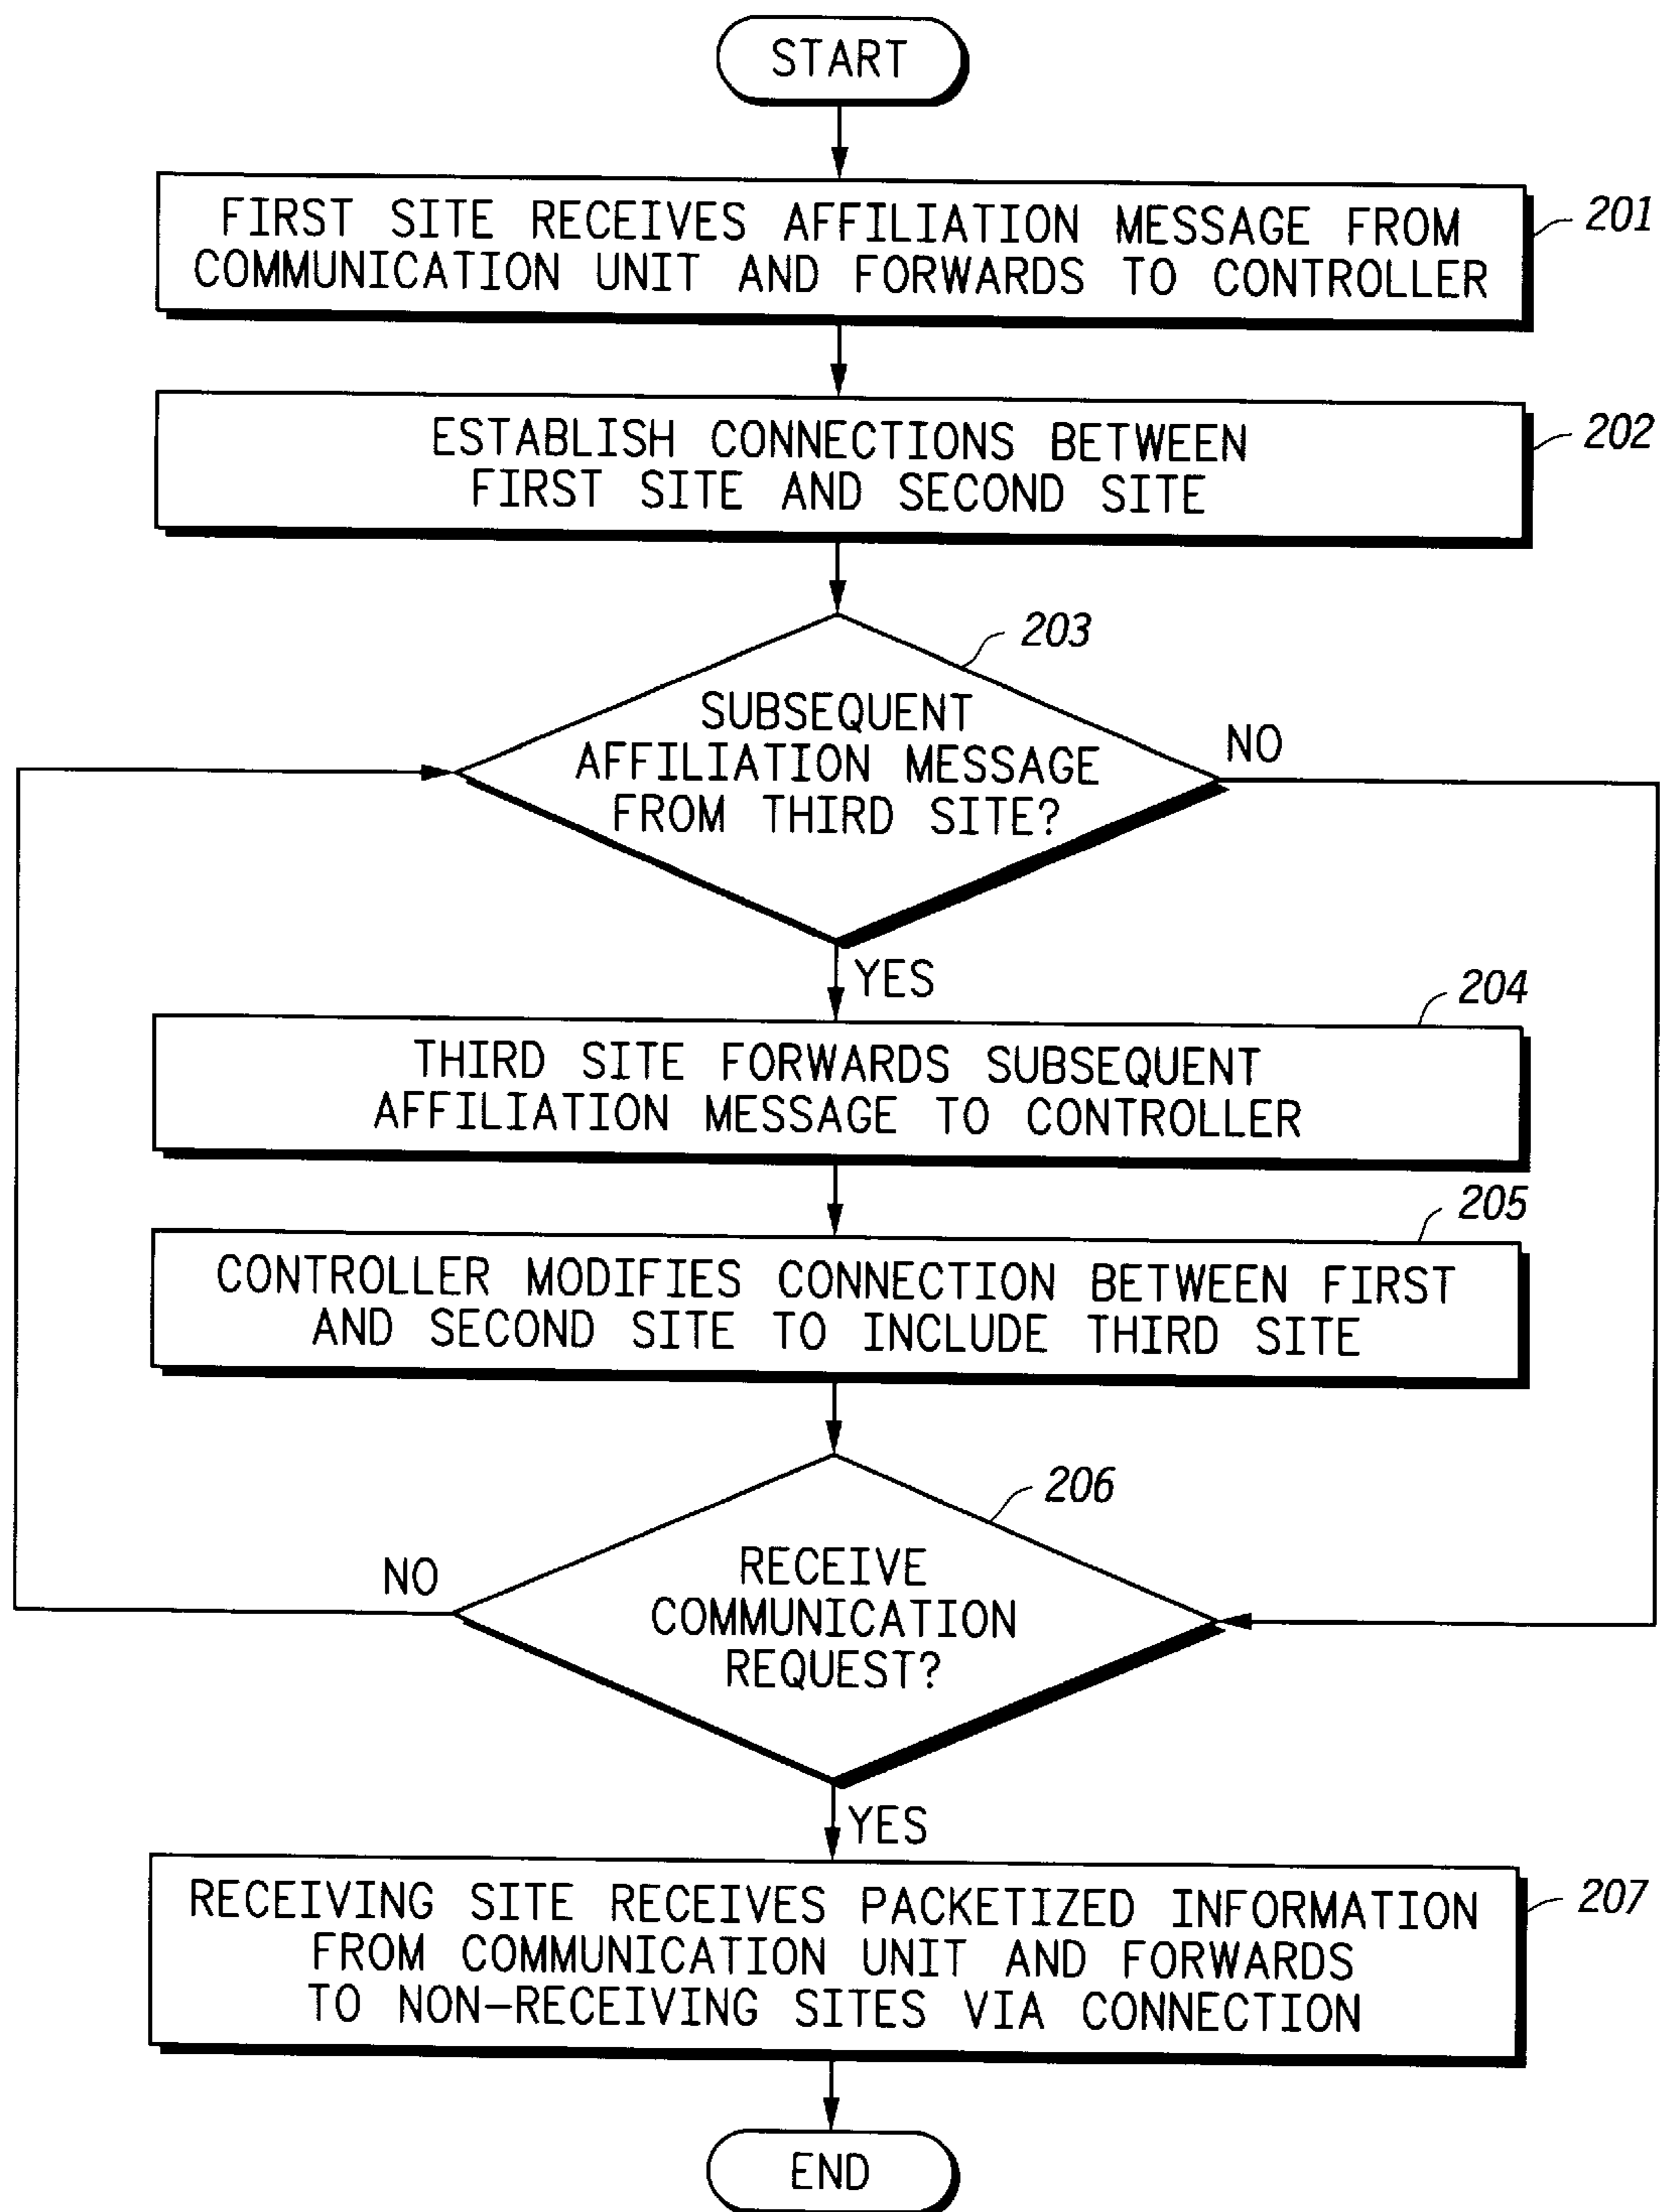 START
FIRST SITE RECEIVES AFFILIATION MESSAGE FROM
COMMUNICATION UNIT AND FORWARDS TO CONTROLLER
201
ESTABLISH CONNECTIONS BETWEEN
FIRST SITE AND SECOND SITE
202
203
SUBSEQUENT
AFFILIATION MESSAGE
FROM THIRD SITE?
NO
YES
204
THIRD SITE FORWARDS SUBSEQUENT
AFFILIATION MESSAGE TO CONTROLLER
205
CONTROLLER MODIFIES CONNECTION BETWEEN FIRST
AND SECOND SITE TO INCLUDE THIRD SITE
206
RECEIVE
COMMUNICATION
REQUEST?
NO
YES
RECEIVING SITE RECEIVES PACKETIZED INFORMATION
FROM COMMUNICATION UNIT AND FORWARDS
TO NON-RECEIVING SITES VIA CONNECTION
207
END